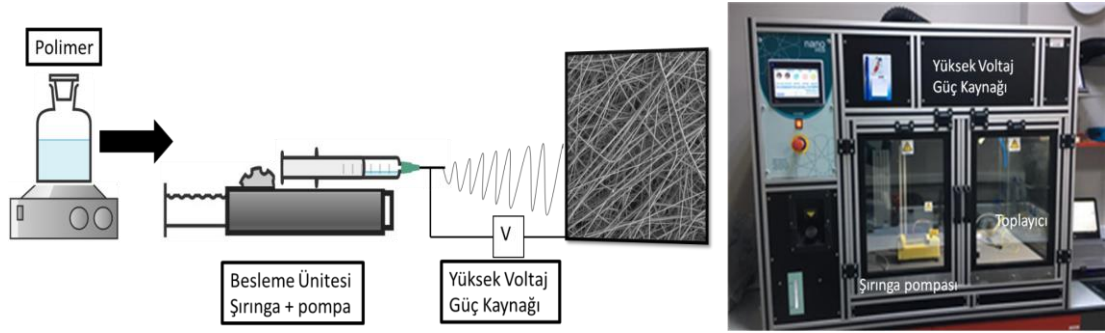 Polimer
Besleme Ünitesi
Şırınga + pompa
V
Yüksek Voltaj
Güç Kaynağı
nano
Yüksek Voltaj
Güç Kaynağı
Toplayıcı
Şırınga pompası